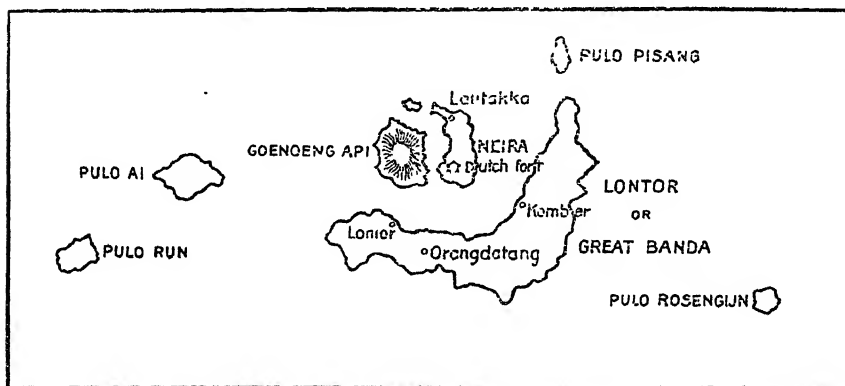 PULO PISANG
Lautakka
GOENOENG API
NEIRA
Dutch fort
PULO AI
LONTOR
OR
GREAT BANDA
Kombier
Lontor
Orangdatang
PULO RUN
PULO ROSENGIJN